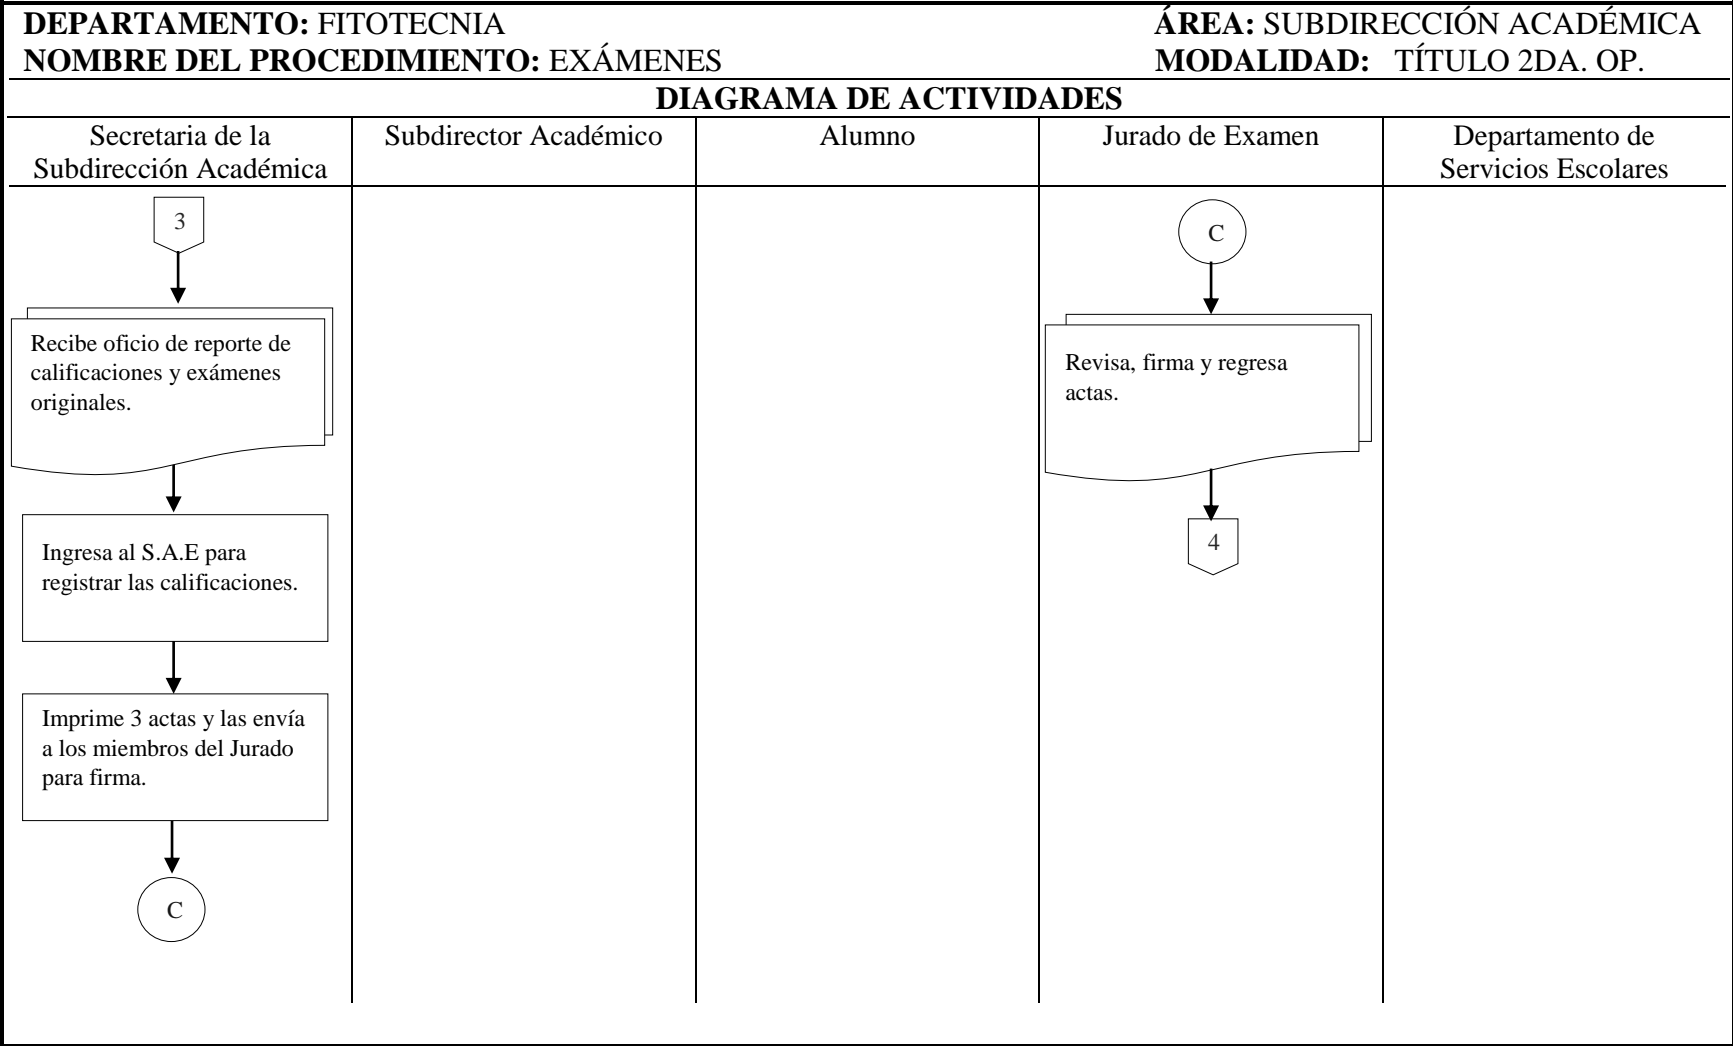 DEPARTAMENTO: FITOTECNIA
ÁREA: SUBDIRECCIÓN ACADÉMICA
NOMBRE DEL PROCEDIMIENTO: EXÁMENES
MODALIDAD: TÍTULO 2DA. OP.
DIAGRAMA DE ACTIVIDADES
Secretaria de la
Subdirección Académica
Subdirector Académico
Alumno
Jurado de Examen
Departamento de
Servicios Escolares
3
Recibe oficio de reporte de
calificaciones y exámenes
originales.
Ingresa al S.A.E para
registrar las calificaciones.
Imprime 3 actas y las envía
a los miembros del Jurado
para firma.
C
C
Revisa, firma y regresa
actas.
4